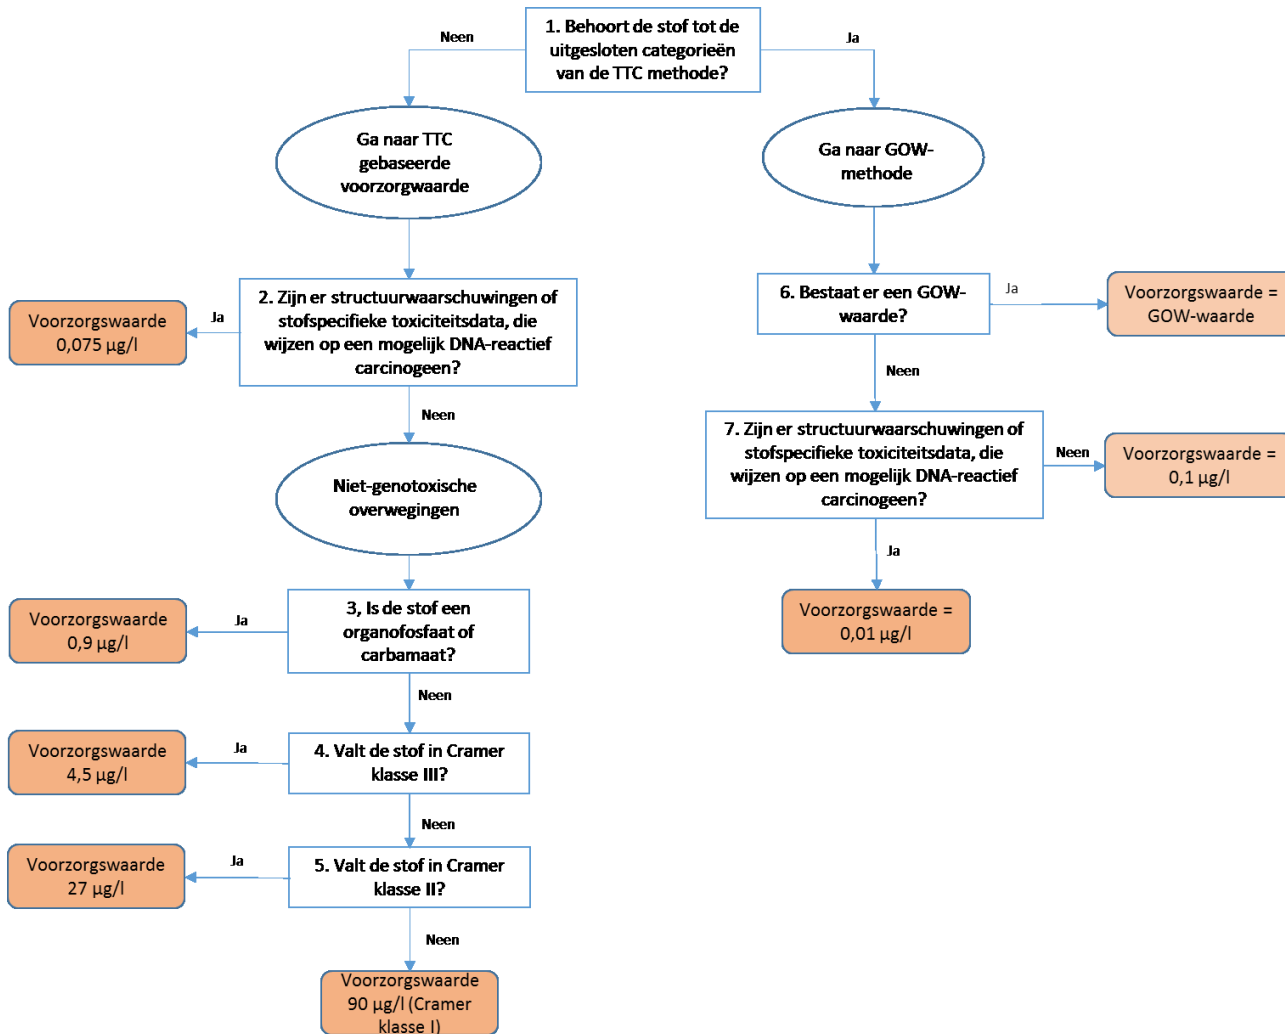 1. Behoort de stof tot de
uitgesloten categorieën
van de TTC methode?
Neen
Ja
Ga naar TTC
gebaseerde
voorzorgwaarde
Ga naar GOW-
methode
2. Zijn er structuurwaarschuwingen of
stofspecifieke toxiciteitsdata, die
wijzen op een mogelijk DNA-reactief
carcinogeen?
Ja
Voorzorgswaarde
0,075 µg/l
Neen
6. Bestaat er een GOW-
waarde?
Ja
Voorzorgswaarde =
GOW-waarde
Neen
7. Zijn er structuurwaarschuwingen of
stofspecifieke toxiciteitsdata, die
wijzen op een mogelijk DNA-reactief
carcinogeen?
Neen
Voorzorgswaarde =
0,1 µg/l
Ja
Voorzorgswaarde =
0,01 µg/l
Niet-genotoxische
overwegingen
3, Is de stof een
organofosfaat of
carbamaat?
Ja
Voorzorgswaarde
0,9 µg/l
Neen
4. Valt de stof in Cramer
klasse III?
Ja
Voorzorgswaarde
4,5 µg/l
Neen
5. Valt de stof in Cramer
klasse II?
Ja
Voorzorgswaarde
27 µg/l
Neen
Voorzorgswaarde
90 µg/l (Cramer
klasse I)